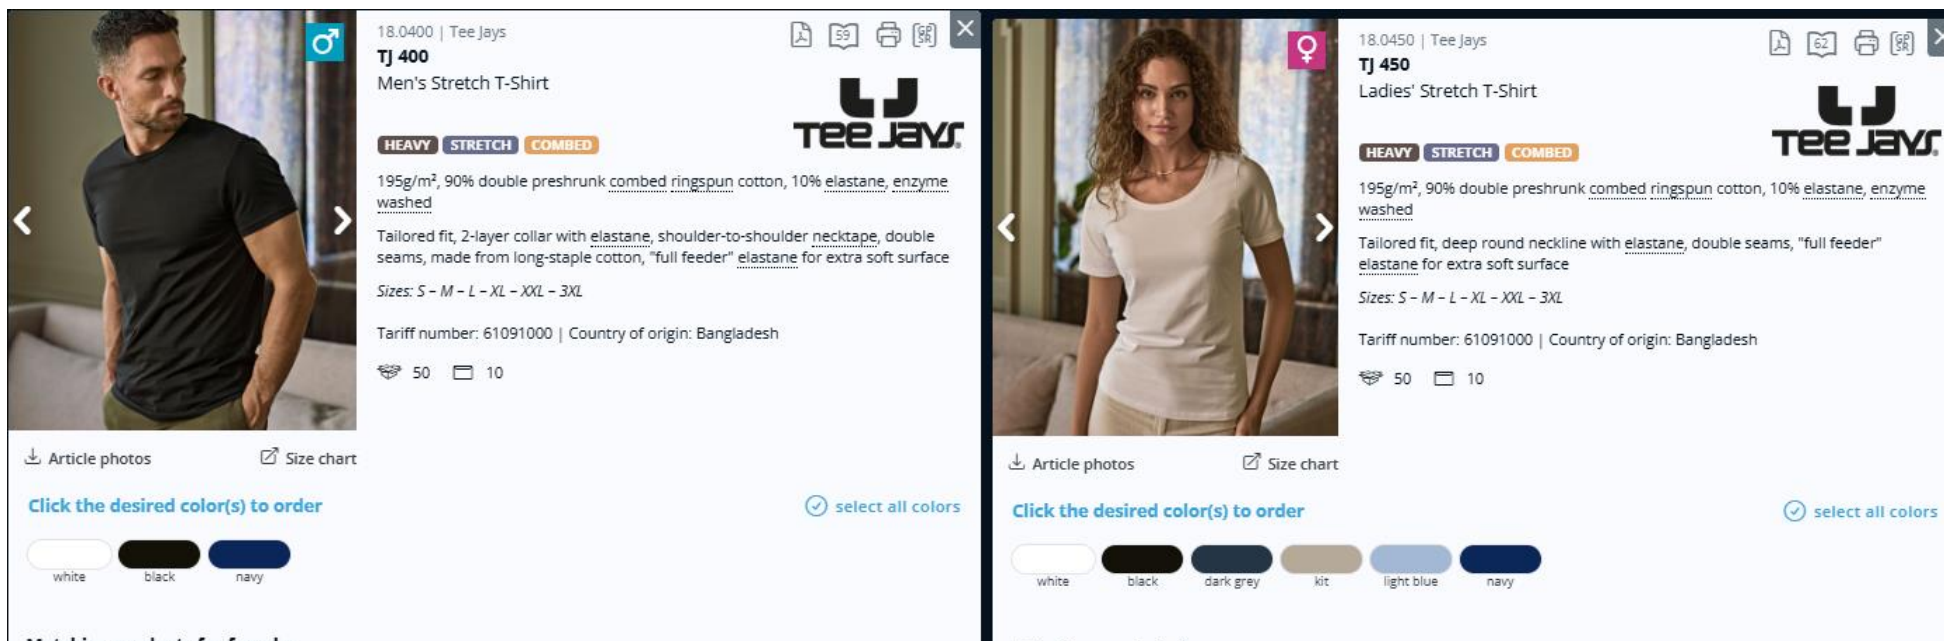 18.0400 | Tee Jays
59
TJ 400
Men's Stretch T-Shirt
Tee Jays
HEAVY STRETCH COMBED
195g/m², 90% double preshrunk combed ringspun cotton, 10% elastane, enzyme
washed
Tailored fit, 2-layer collar with elastane, shoulder-to-shoulder necktape, double
seams, made from long-staple cotton, "full feeder" elastane for extra soft surface
Sizes: S – M – L – XL – XXL – 3XL
Tariff number: 61091000 | Country of origin: Bangladesh
50 10
Article photos Size chart
Click the desired color(s) to order select all colors
white black navy
18.0450 | Tee Jays
62
TJ 450
Ladies' Stretch T-Shirt
Tee Jays
HEAVY STRETCH COMBED
195g/m², 90% double preshrunk combed ringspun cotton, 10% elastane, enzyme
washed
Tailored fit, deep round neckline with elastane, double seams, "full feeder"
elastane for extra soft surface
Sizes: S – M – L – XL – XXL – 3XL
Tariff number: 61091000 | Country of origin: Bangladesh
50 10
Article photos Size chart
Click the desired color(s) to order select all colors
white black dark grey kit light blue navy